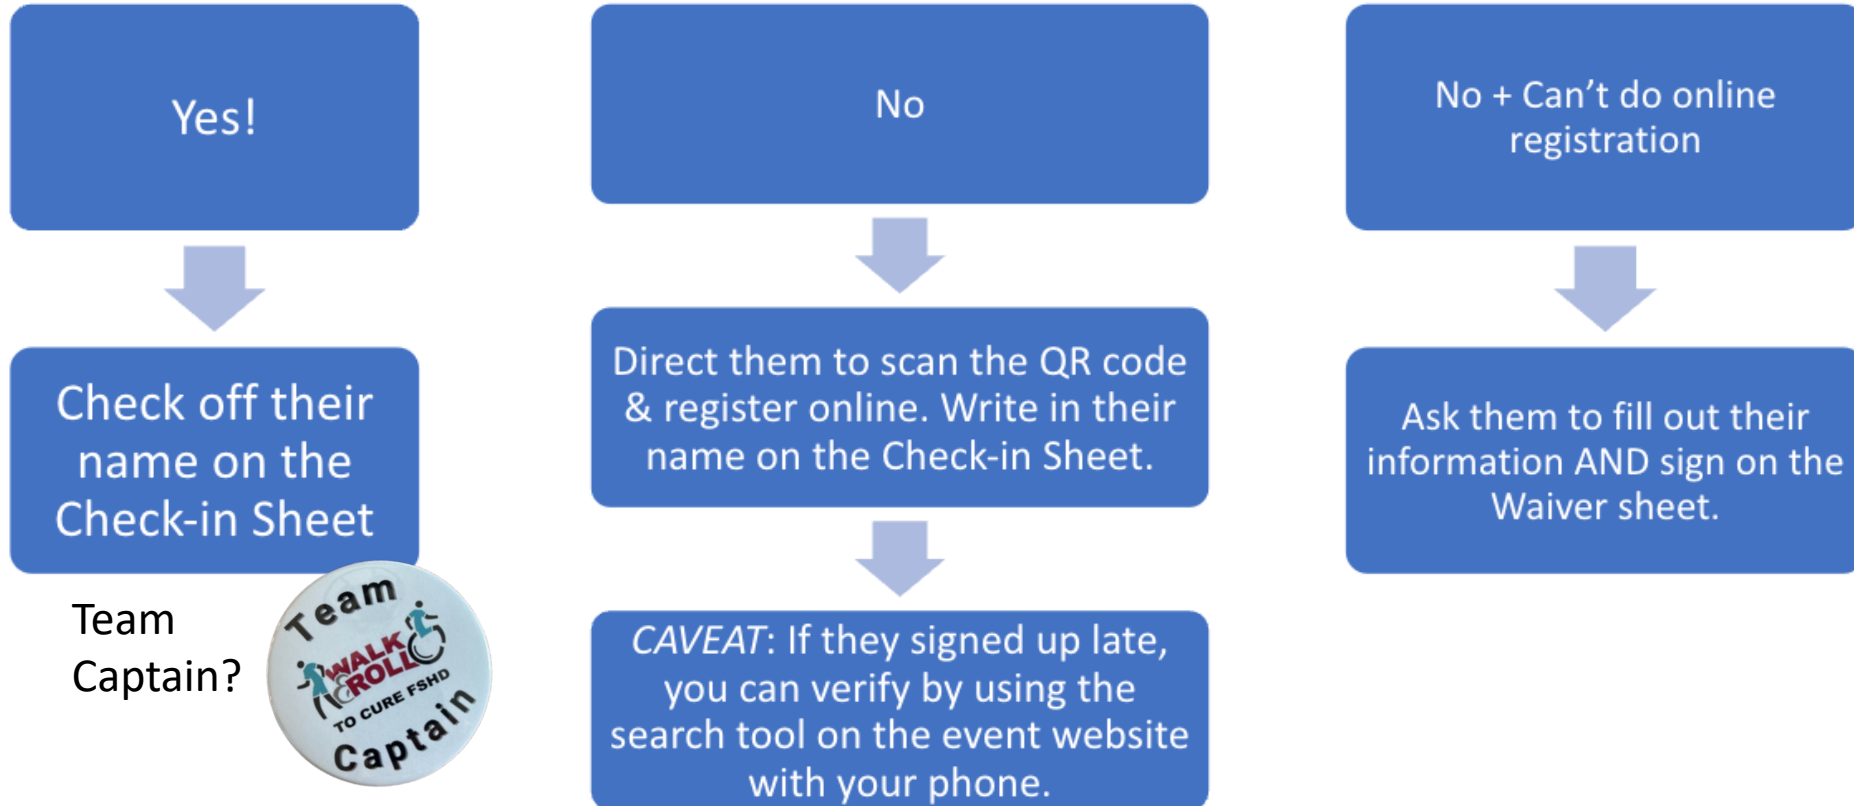 Yes!
Check off their
name on the
Check-in Sheet
Team
Captain?
Team
WALK
& ROLL
TO CURE FSHD
Captain
No
Direct them to scan the QR code
& register online. Write in their
name on the Check-in Sheet.
CAVEAT: If they signed up late,
you can verify by using the
search tool on the event website
with your phone.
No + Can’t do online
registration
Ask them to fill out their
information AND sign on the
Waiver sheet.